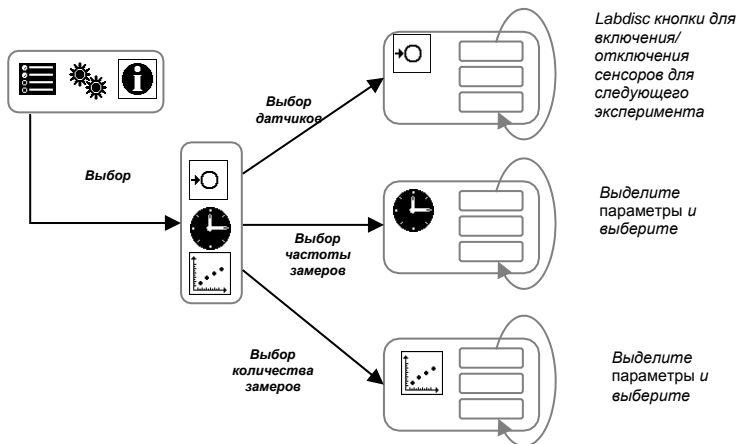 Labdisc кнопки для
включения/
отключения
сенсоров для
следующего
эксперимента
Выбор
датчиков
Выбор
Выделите
параметры и
выберите
Выбор
частоты
замеров
Выбор
количества
замеров
Выделите
параметры и
выберите